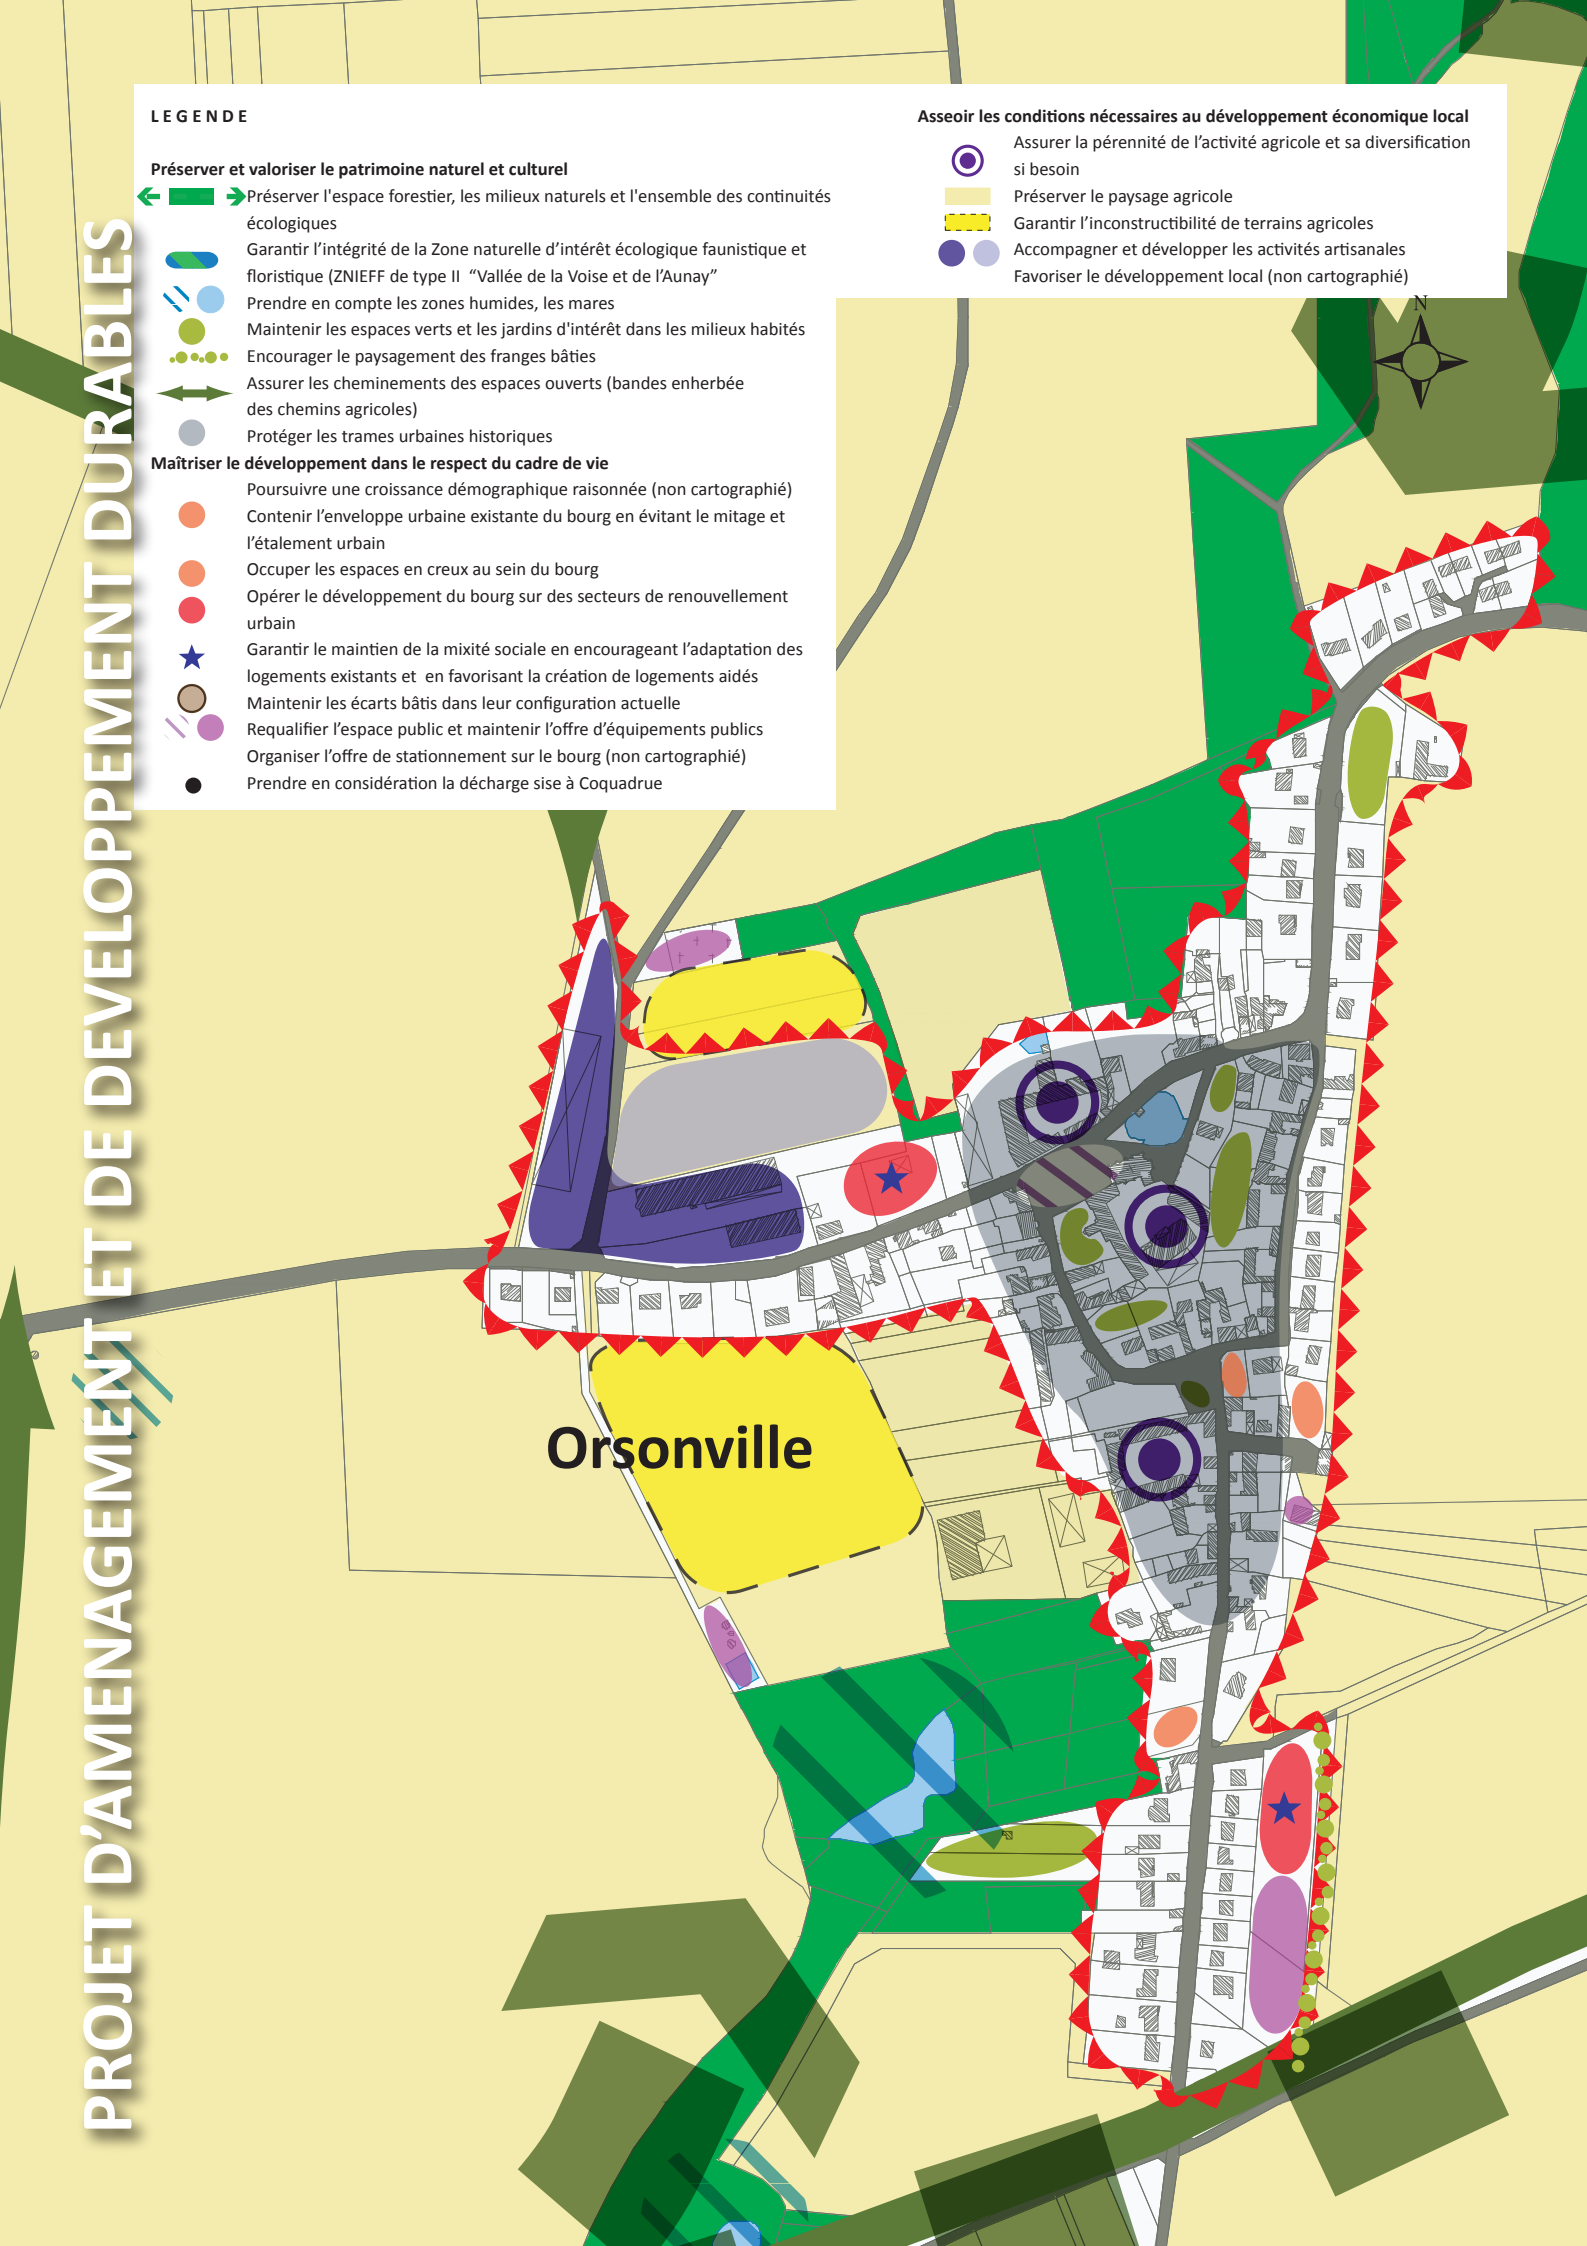 PROJET D’AMENAGEMENT ET DE DEVELOPPEMENT DURABLES
LEGENDE
Préserver et valoriser le patrimoine naturel et culturel
Préserver l'espace forestier, les milieux naturels et l'ensemble des continuités
écologiques
Garantir l’intégrité de la Zone naturelle d’intérêt écologique faunistique et
floristique (ZNIEFF de type II “Vallée de la Voise et de l’Aunay”
Prendre en compte les zones humides, les mares
Maintenir les espaces verts et les jardins d'intérêt dans les milieux habités
Encourager le paysagement des franges bâties
Assurer les cheminements des espaces ouverts (bandes enherbée
des chemins agricoles)
Protéger les trames urbaines historiques
Maîtriser le développement dans le respect du cadre de vie
Poursuivre une croissance démographique raisonnée (non cartographié)
Contenir l’enveloppe urbaine existante du bourg en évitant le mitage et
l’étalement urbain
Occuper les espaces en creux au sein du bourg
Opérer le développement du bourg sur des secteurs de renouvellement
urbain
Garantir le maintien de la mixité sociale en encourageant l’adaptation des
logements existants et en favorisant la création de logements aidés
Maintenir les écarts bâtis dans leur configuration actuelle
Requalifier l’espace public et maintenir l’offre d’équipements publics
Organiser l’offre de stationnement sur le bourg (non cartographié)
Prendre en considération la décharge sise à Coquadrue
Asseoir les conditions nécessaires au développement économique local
Assurer la pérennité de l’activité agricole et sa diversification
si besoin
Préserver le paysage agricole
Garantir l’inconstructibilité de terrains agricoles
Accompagner et développer les activités artisanales
Favoriser le développement local (non cartographié)
N
Orsonville